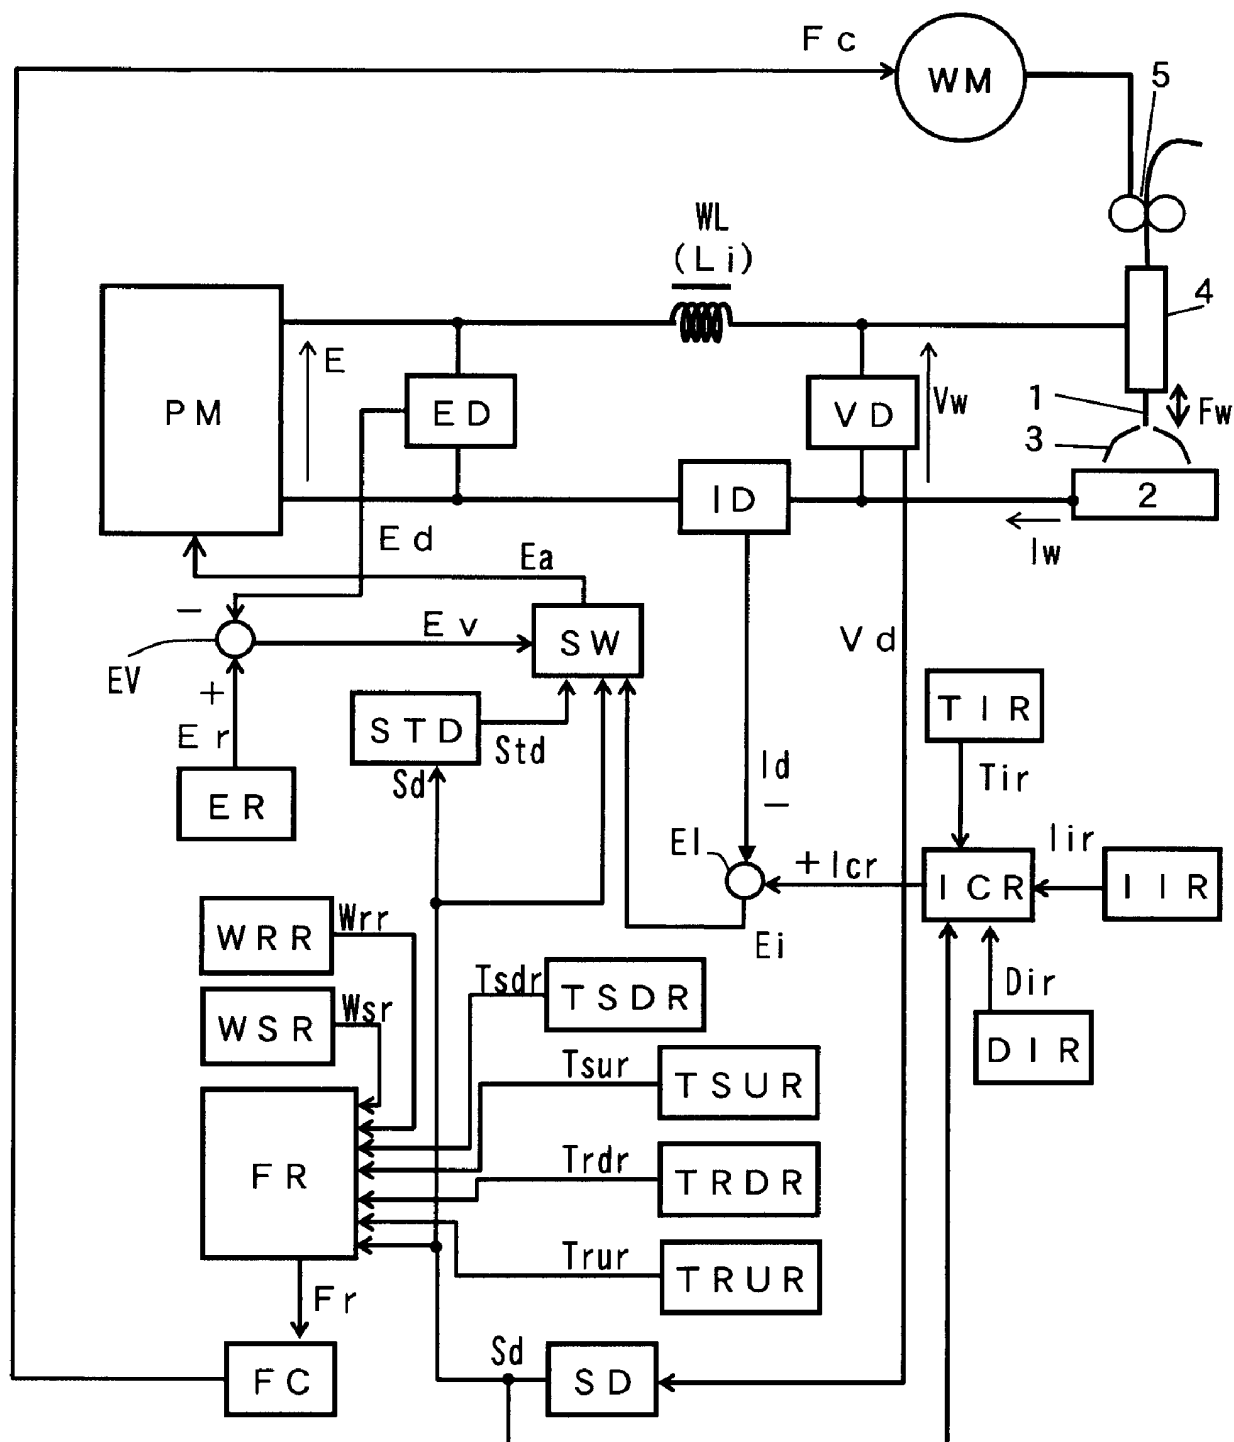 Fc
WM
5
WL
(Li)
4
PM
E
ED
VD
Vw
1
Fw
3
ID
2
Ed
Iw
Ea
−
Ev
SW
Vd
EV
+
TIR
STD
Er
Std
Id
Sd
Tir
ER
−
EI
Iir
+Icr
ICR
IIR
WRR
Wrr
Ei
Tsdr
TSDR
Dir
WSR
Wsr
DIR
Tsur
TSUR
FR
Trdr
TRDR
Trur
TRUR
Fr
Sd
FC
SD